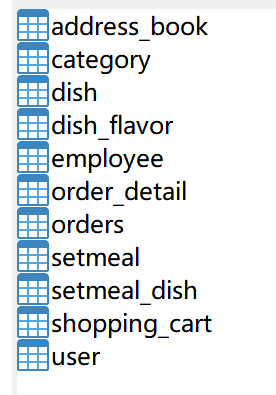 address_book
category
dish
dish_flavor
employee
order_detail
orders
setmeal
setmeal_dish
shopping_cart
user